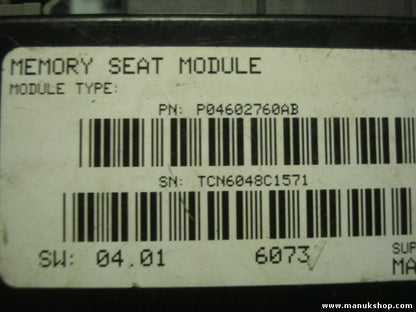 MEMORY SEAT MODULE
MODULE TYPE:
PN: P04602760AB
SN: TCN6048C1571
SW: 04.01 6073
SUP
MA
www.manukshop.com